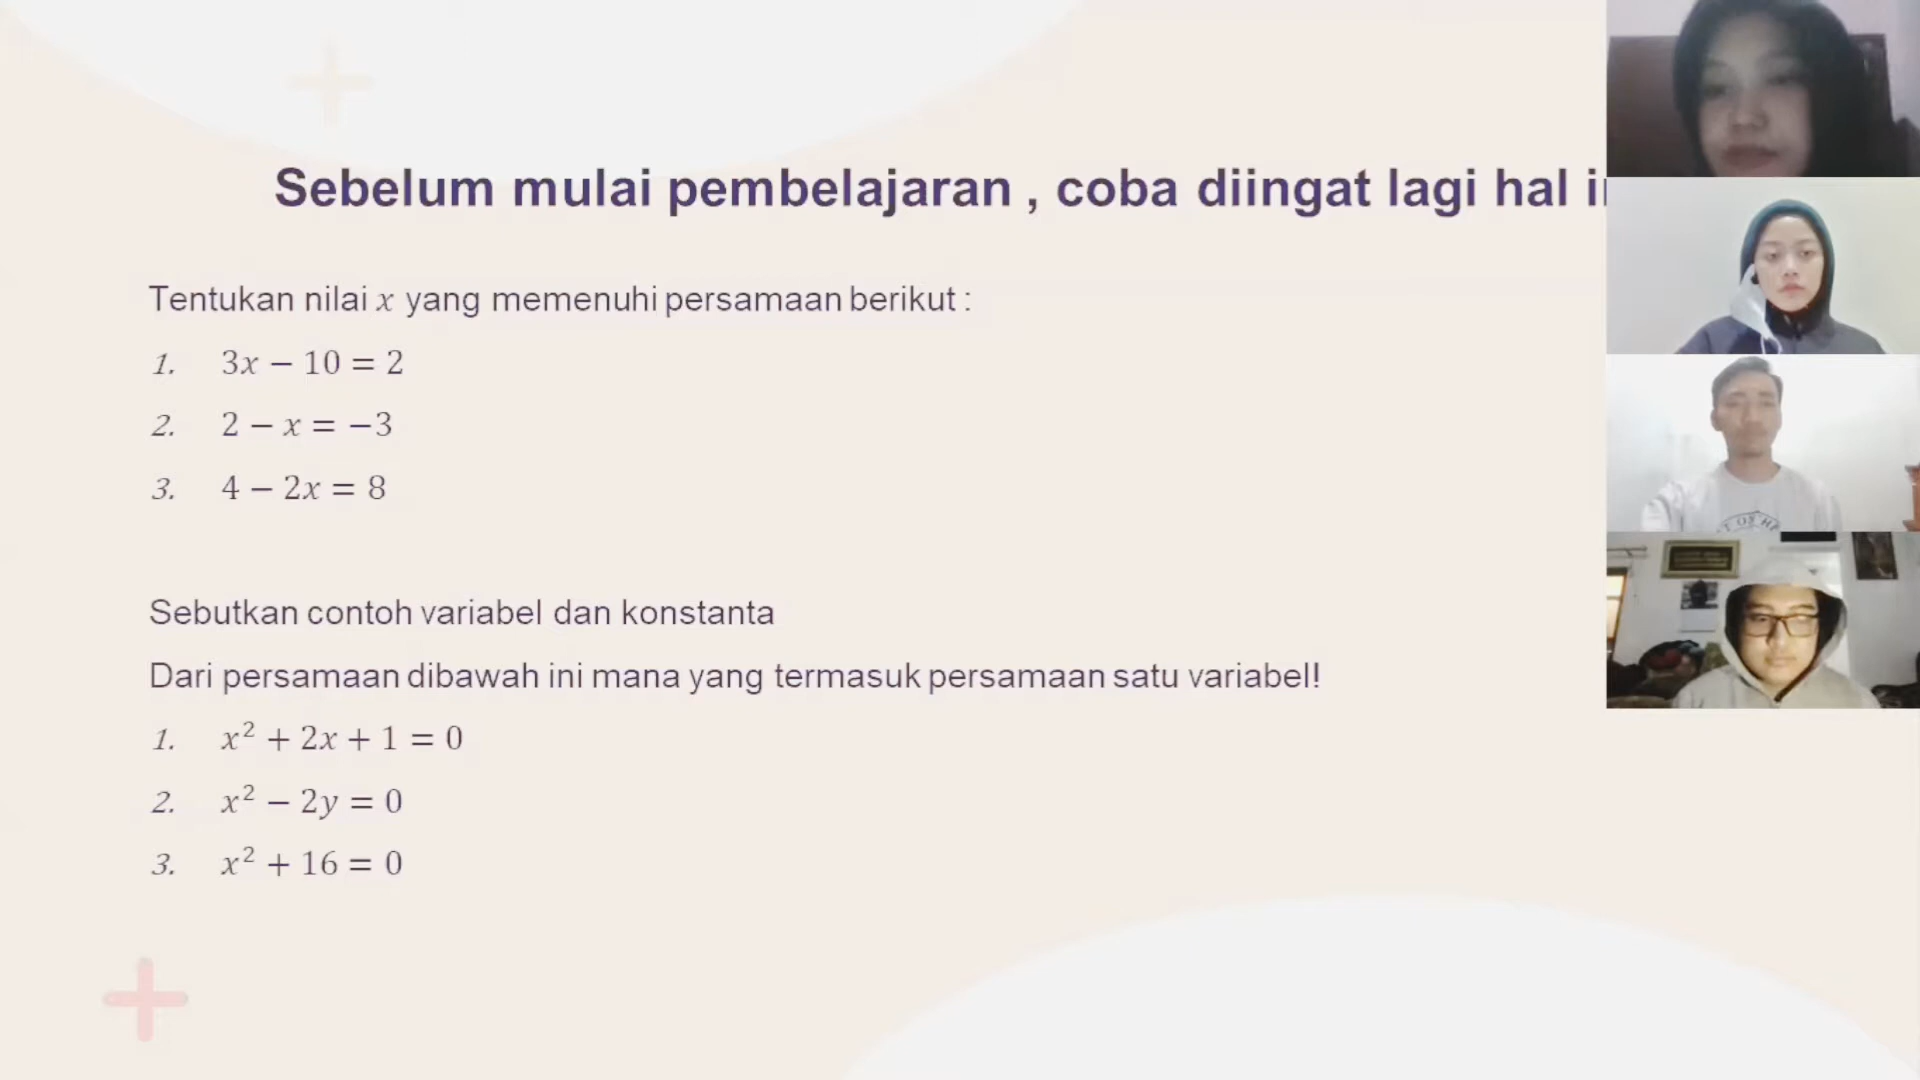 Sebelum mulai pembelajaran , coba diingat lagi hal
Tentukan nilai x yang memenuhi persamaan berikut :
1. 3x − 10 = 2
2. 2 − x = −3
3. 4 − 2x = 8
Sebutkan contoh variabel dan konstanta
Dari persamaan dibawah ini mana yang termasuk persamaan satu variabel!
1. x² + 2x + 1 = 0
2. x² − 2y = 0
3. x² + 16 = 0